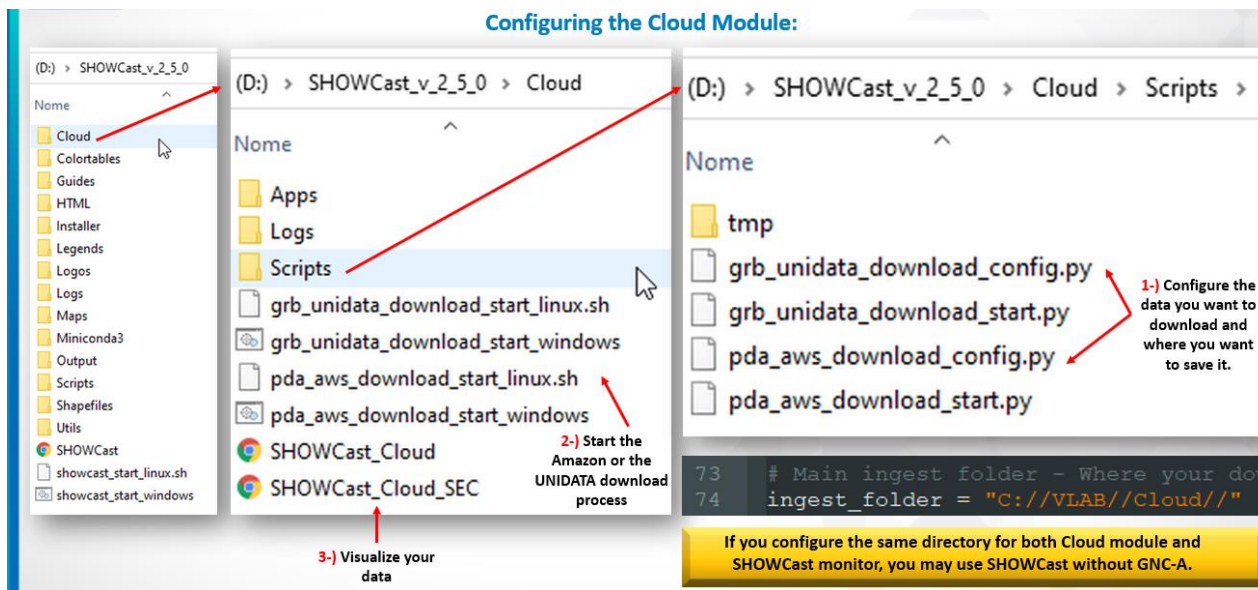 Configuring the Cloud Module:
(D:) > SHOWCast_v_2_5_0
Nome
Cloud
Colortables
Guides
HTML
Installer
Legends
Logos
Logs
Maps
Miniconda3
Output
Scripts
Shapefiles
Utils
SHOWCast
showcast_start_linux.sh
showcast_start_windows
(D:) > SHOWCast_v_2_5_0 > Cloud
Nome
Apps
Logs
Scripts
grb_unidata_download_start_linux.sh
grb_unidata_download_start_windows
pda_aws_download_start_linux.sh
pda_aws_download_start_windows
SHOWCast_Cloud
SHOWCast_Cloud_SEC
2-) Start the
Amazon or the
UNIDATA download
process
3-) Visualize your
data
(D:) > SHOWCast_v_2_5_0 > Cloud > Scripts >
Nome
tmp
grb_unidata_download_config.py
grb_unidata_download_start.py
pda_aws_download_config.py
pda_aws_download_start.py
1-) Configure the
data you want to
download and
where you want
to save it.
73 # Main ingest folder – Where your
74 ingest_folder = "C://VLAB//Cloud//"
If you configure the same directory for both Cloud module and
SHOWCast monitor, you may use SHOWCast without GNC-A.